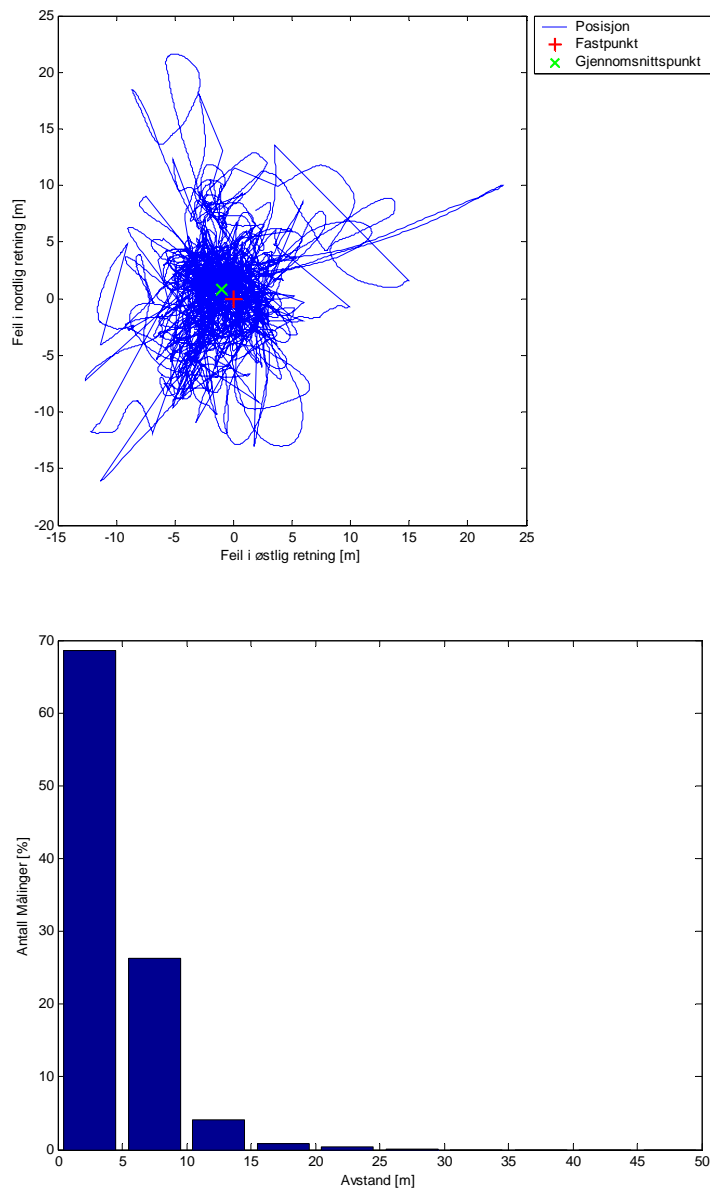 25
20
15
10
5
0
-5
-10
-15
-20
-15 -10 -5 0 5 10 15 20 25
Feil i nordlig retning [m]
Feil i østlig retning [m]
Posisjon
Fastpunkt
Gjennomsnittspunkt
70
60
50
40
30
20
10
0
0 5 10 15 20 25 30 35 40 45 50
Antall Målinger [%]
Avstand [m]